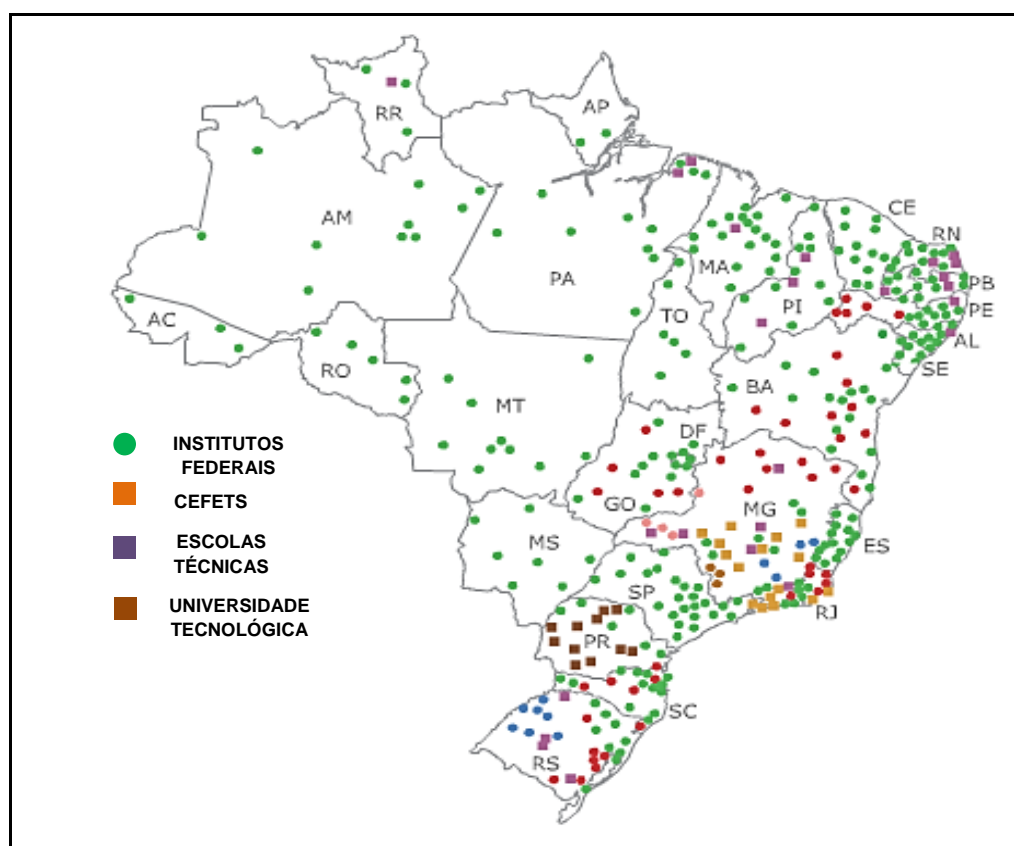 RR
AP
AM
PA
MA
CE
RN
PB
PE
AL
SE
PI
TO
AC
RO
MT
BA
DF
GO
MG
ES
MS
SP
RJ
PR
SC
RS
INSTITUTOS
FEDERAIS
CEFETS
ESCOLAS
TÉCNICAS
UNIVERSIDADE
TECNOLÓGICA